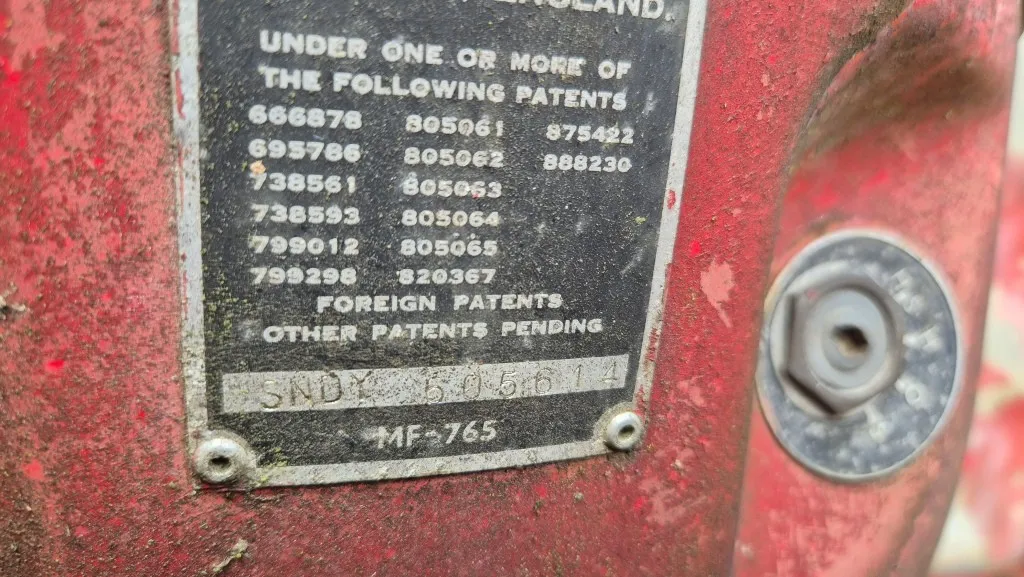 ENGLAND.
UNDER ONE OR MORE OF
THE FOLLOWING PATENTS
666878 805061 875422
695786 805062 888230
738561 805063
738593 805064
799012 805065
799298 820367
FOREIGN PATENTS
OTHER PATENTS PENDING
SNDY 605614
MF-765